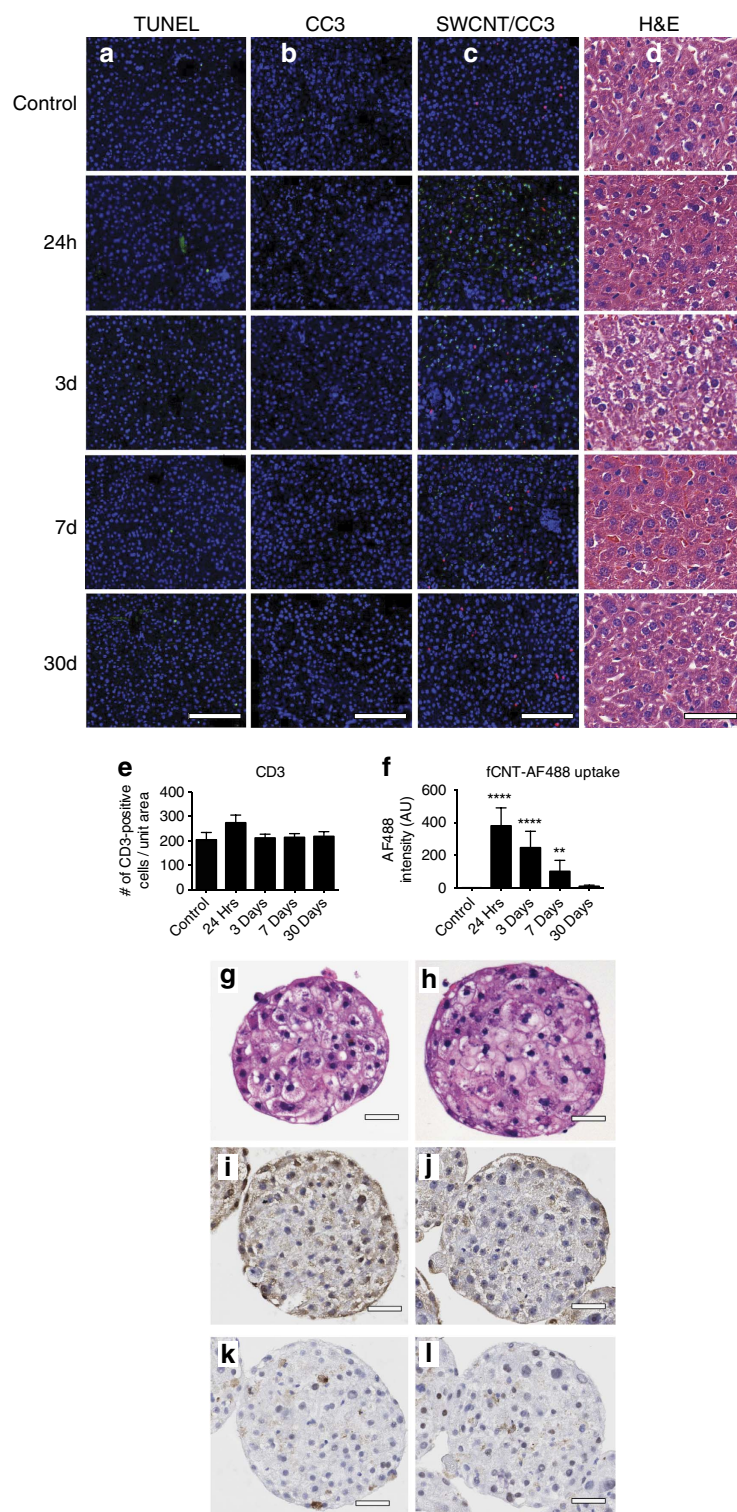 TUNEL CC3 SWCNT/CC3 H&E
a b c d
Control
24h
3d
7d
30d
e CD3
# of CD3-positive
cells / unit area
400
300
200
100
0
Control 24 Hrs 3 Days 7 Days 30 Days
f fCNT-AF488 uptake
AF488
intensity (AU)
600
400
200
0
**** **** **
Control 24 Hrs 3 Days 7 Days 30 Days
g h
i j
k l